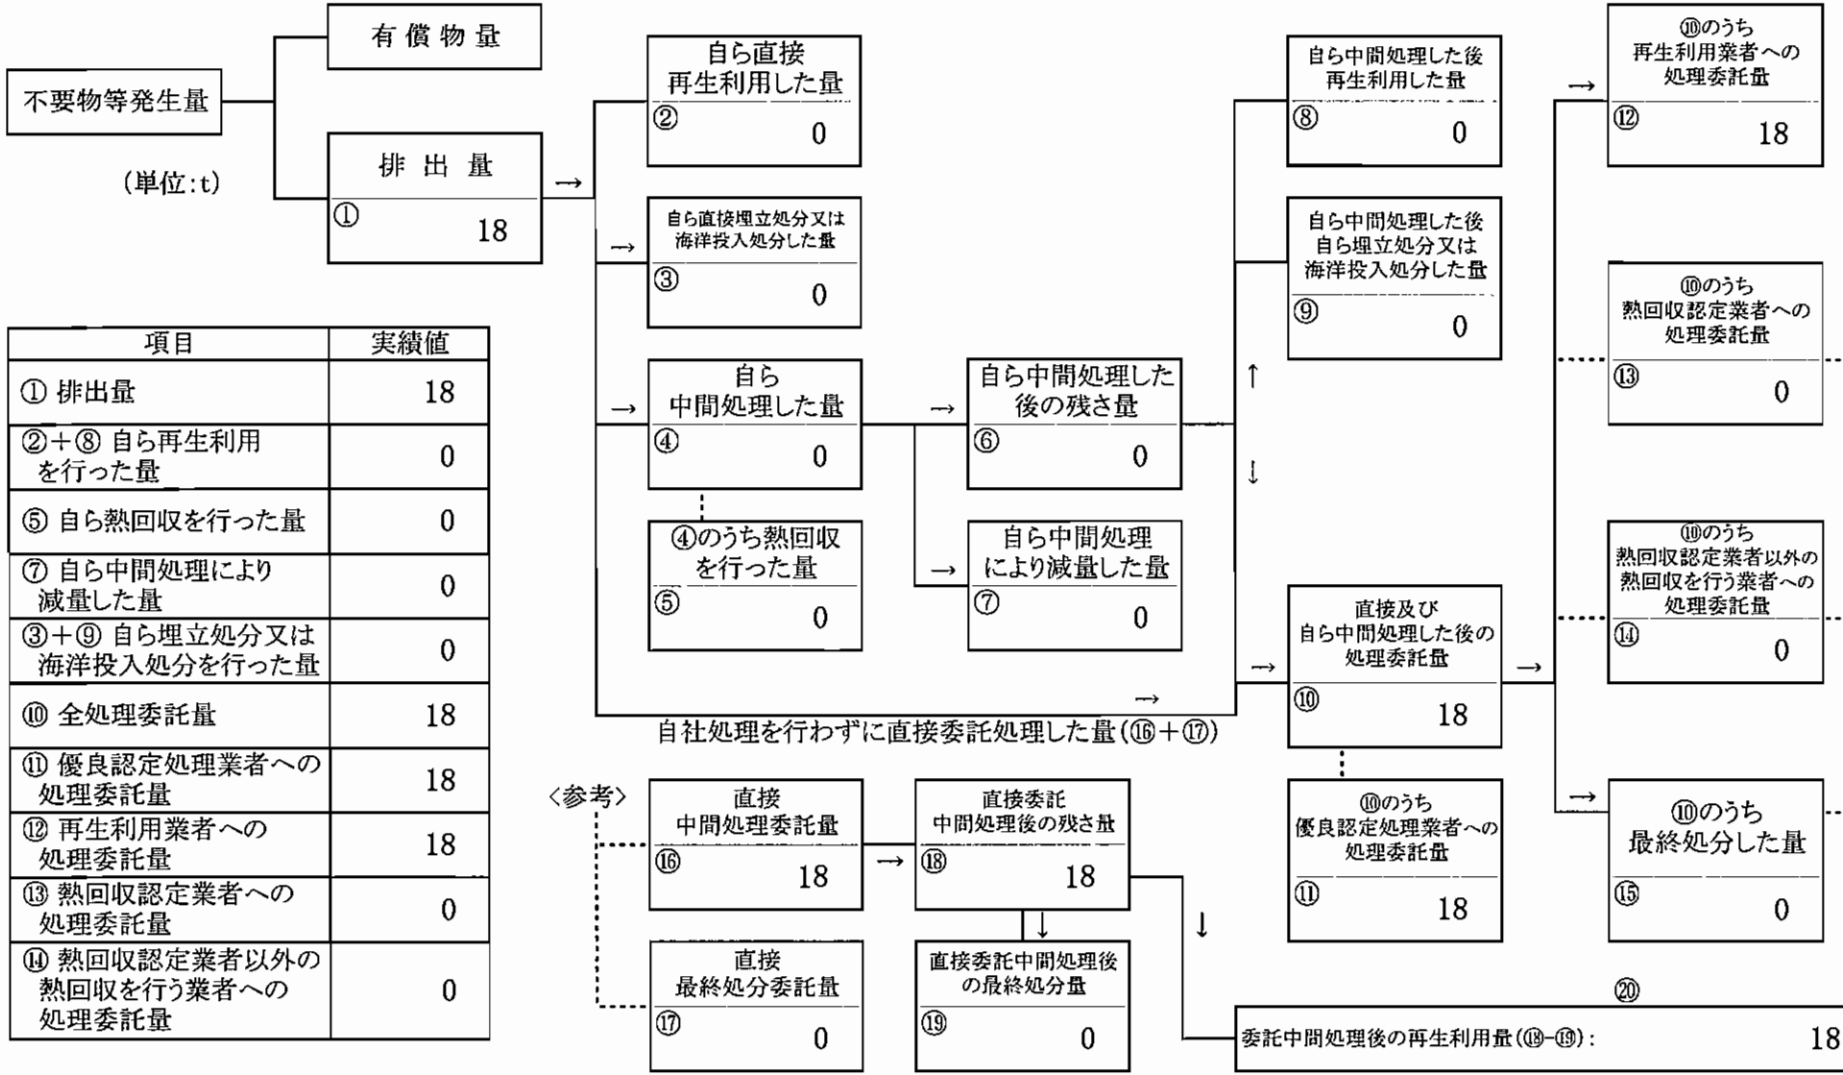 有償物量
不要物等発生量
(単位:t)
排出量
①
18
自ら直接
再生利用した量
②
0
自ら直接埋立処分又は
海洋投入処分した量
③
0
自ら
中間処理した量
④
0
④のうち熱回収
を行った量
⑤
0
自ら中間処理した
後の残さ量
⑥
0
自ら中間処理
により減量した量
⑦
0
自ら中間処理した後
再生利用した量
⑧
0
自ら中間処理した後
自ら埋立処分又は
海洋投入処分した量
⑨
0
直接及び
自ら中間処理した後の
処理委託量
⑩
18
⑩のうち
優良認定処理業者への
処理委託量
⑪
18
⑩のうち
再生利用業者への
処理委託量
⑫
18
⑩のうち
熱回収認定業者への
処理委託量
⑬
0
⑩のうち
熱回収認定業者以外の
熱回収を行う業者への
処理委託量
⑭
0
⑩のうち
最終処分した量
⑮
0
自社処理を行わずに直接委託処理した量(⑯+⑰)
〈参考〉
直接
中間処理委託量
⑯
18
直接
最終処分委託量
⑰
0
直接委託
中間処理後の残さ量
⑱
18
直接委託中間処理後
の最終処分量
⑲
0
⑳
委託中間処理後の再生利用量(⑱-⑲): 18
項目 実績値
① 排出量 18
②+⑧ 自ら再生利用
を行った量 0
⑤ 自ら熱回収を行った量 0
⑦ 自ら中間処理により
減量した量 0
③+⑨ 自ら埋立処分又は
海洋投入処分を行った量 0
⑩ 全処理委託量 18
⑪ 優良認定処理業者への
処理委託量 18
⑫ 再生利用業者への
処理委託量 18
⑬ 熱回収認定業者への
処理委託量 0
⑭ 熱回収認定業者以外の
熱回収を行う業者への
処理委託量 0